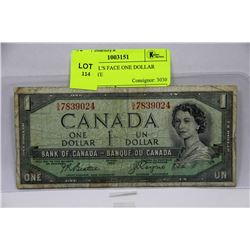 1003151
LOT
114
L'S FACE ONE DOLLAR
Consignor: 3030
7839024
7839024
1
CANADA
ONE
DOLLAR
UN
DOLLAR
BANK OF CANADA - BANQUE DU CANADA
ONE
1
UN